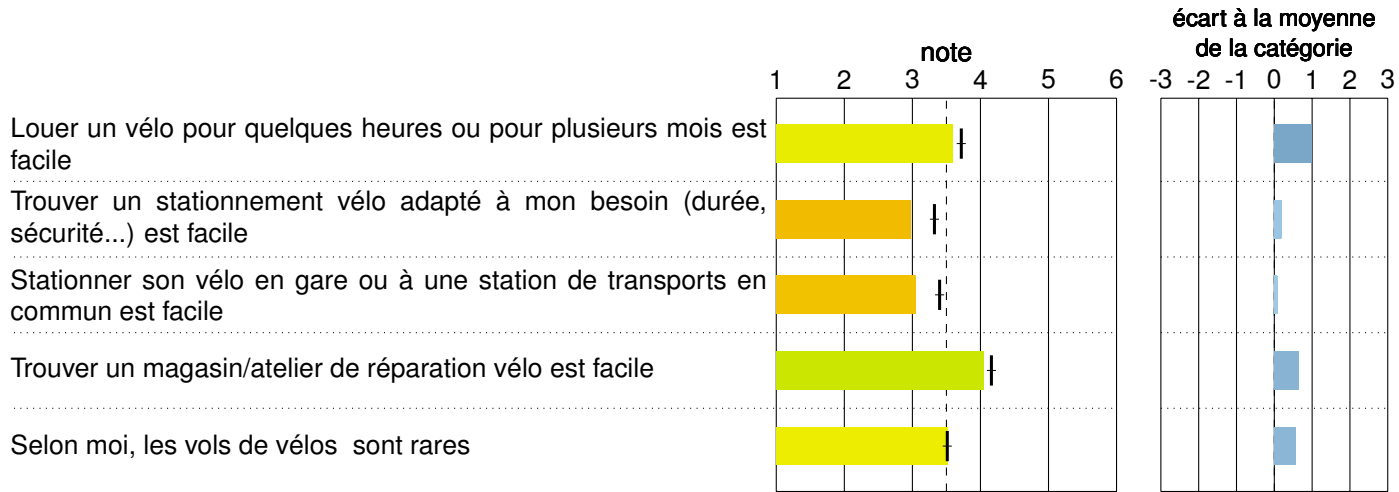 écart à la moyenne
de la catégorie
note
1 2 3 4 5 6
-3 -2 -1 0 1 2 3
Louer un vélo pour quelques heures ou pour plusieurs mois est
facile
Trouver un stationnement vélo adapté à mon besoin (durée,
sécurité...) est facile
Stationner son vélo en gare ou à une station de transports en
commun est facile
Trouver un magasin/atelier de réparation vélo est facile
Selon moi, les vols de vélos sont rares